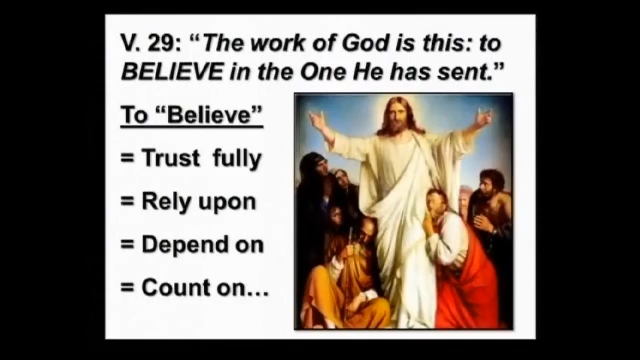 V. 29: “The work of God is this: to
BELIEVE in the One He has sent.”
To “Believe”
= Trust fully
= Rely upon
= Depend on
= Count on…